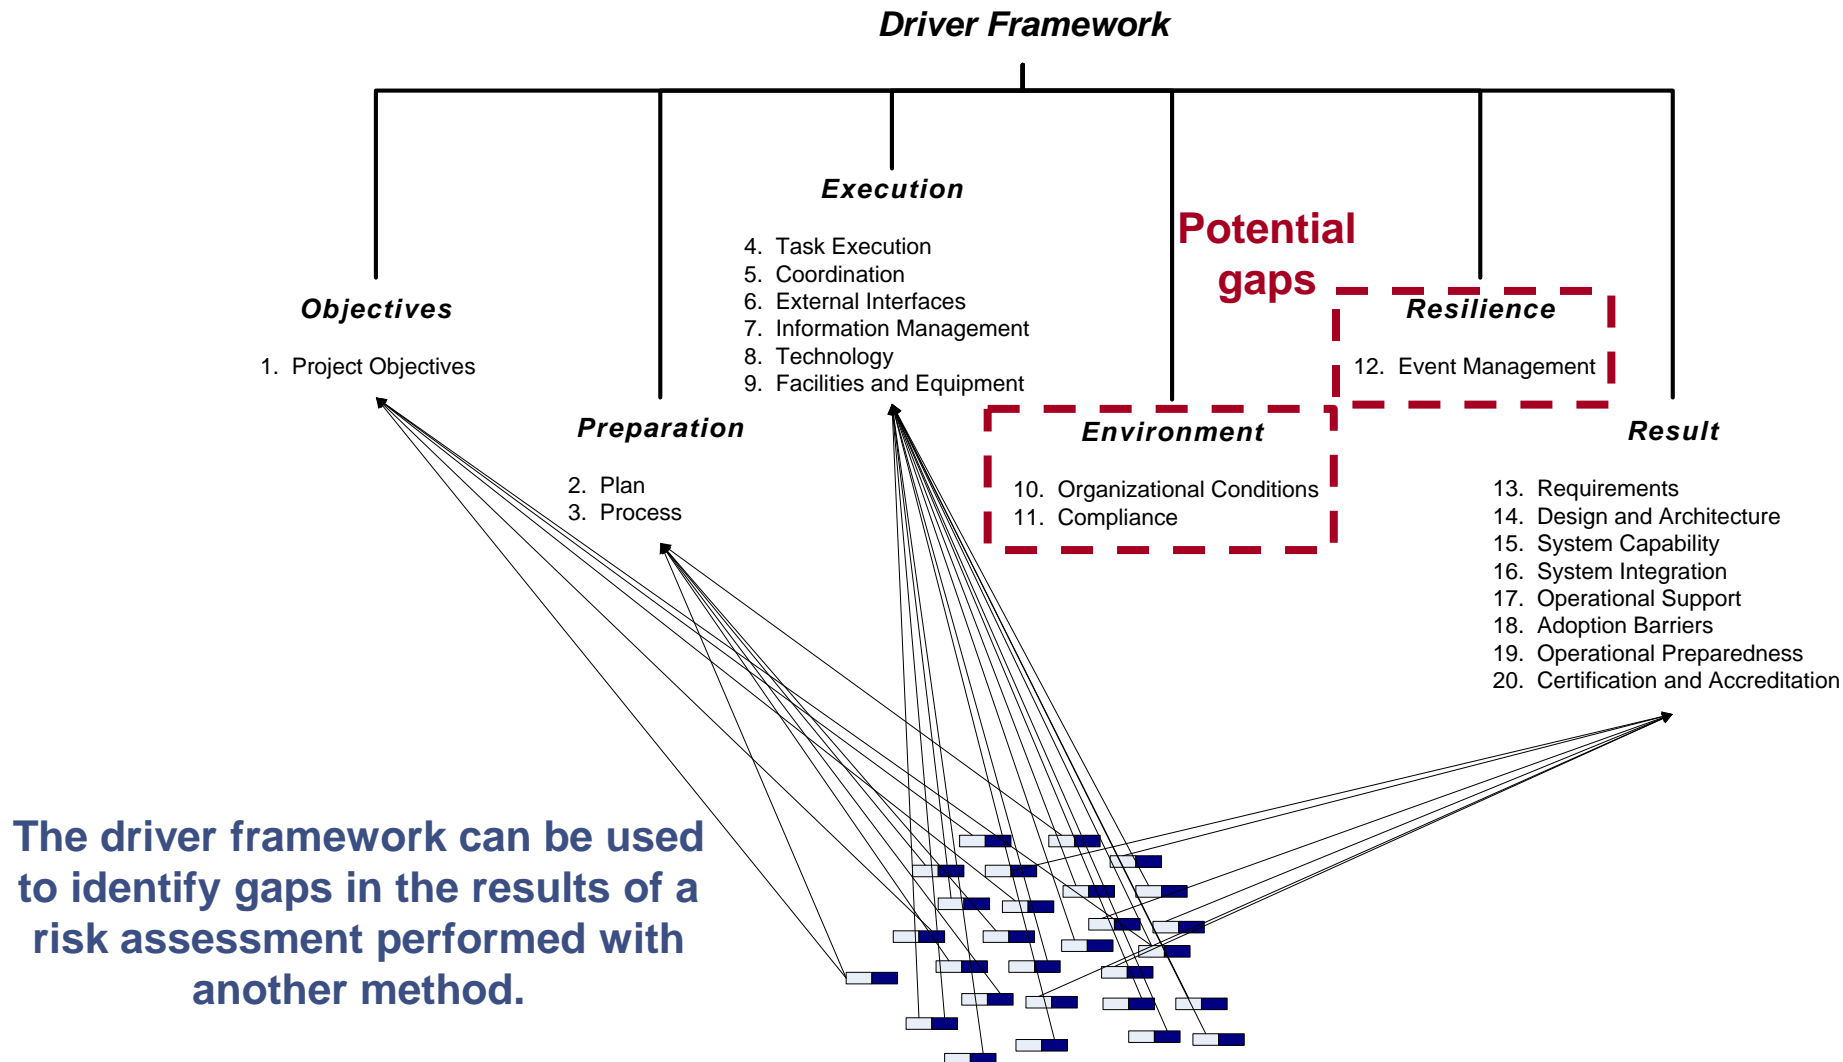 Driver Framework
Objectives
1. Project Objectives
Preparation
2. Plan
3. Process
Execution
4. Task Execution
5. Coordination
6. External Interfaces
7. Information Management
8. Technology
9. Facilities and Equipment
Potential
gaps
Environment
10. Organizational Conditions
11. Compliance
Resilience
12. Event Management
Result
13. Requirements
14. Design and Architecture
15. System Capability
16. System Integration
17. Operational Support
18. Adoption Barriers
19. Operational Preparedness
20. Certification and Accreditation
The driver framework can be used
to identify gaps in the results of a
risk assessment performed with
another method.